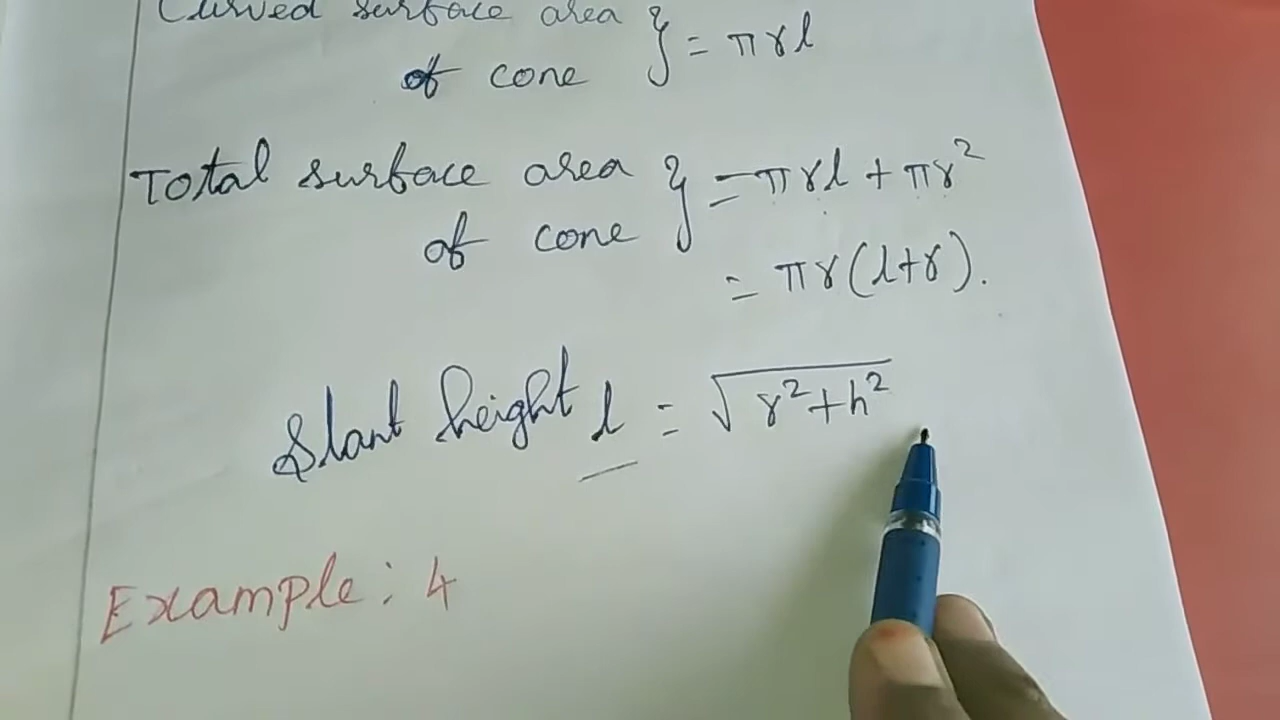 Curved surface area } = πrl
of cone
Total surface area } = πrl + πr²
of cone
= πr(l+r).
Slant height l = √r²+h²
Example: 4